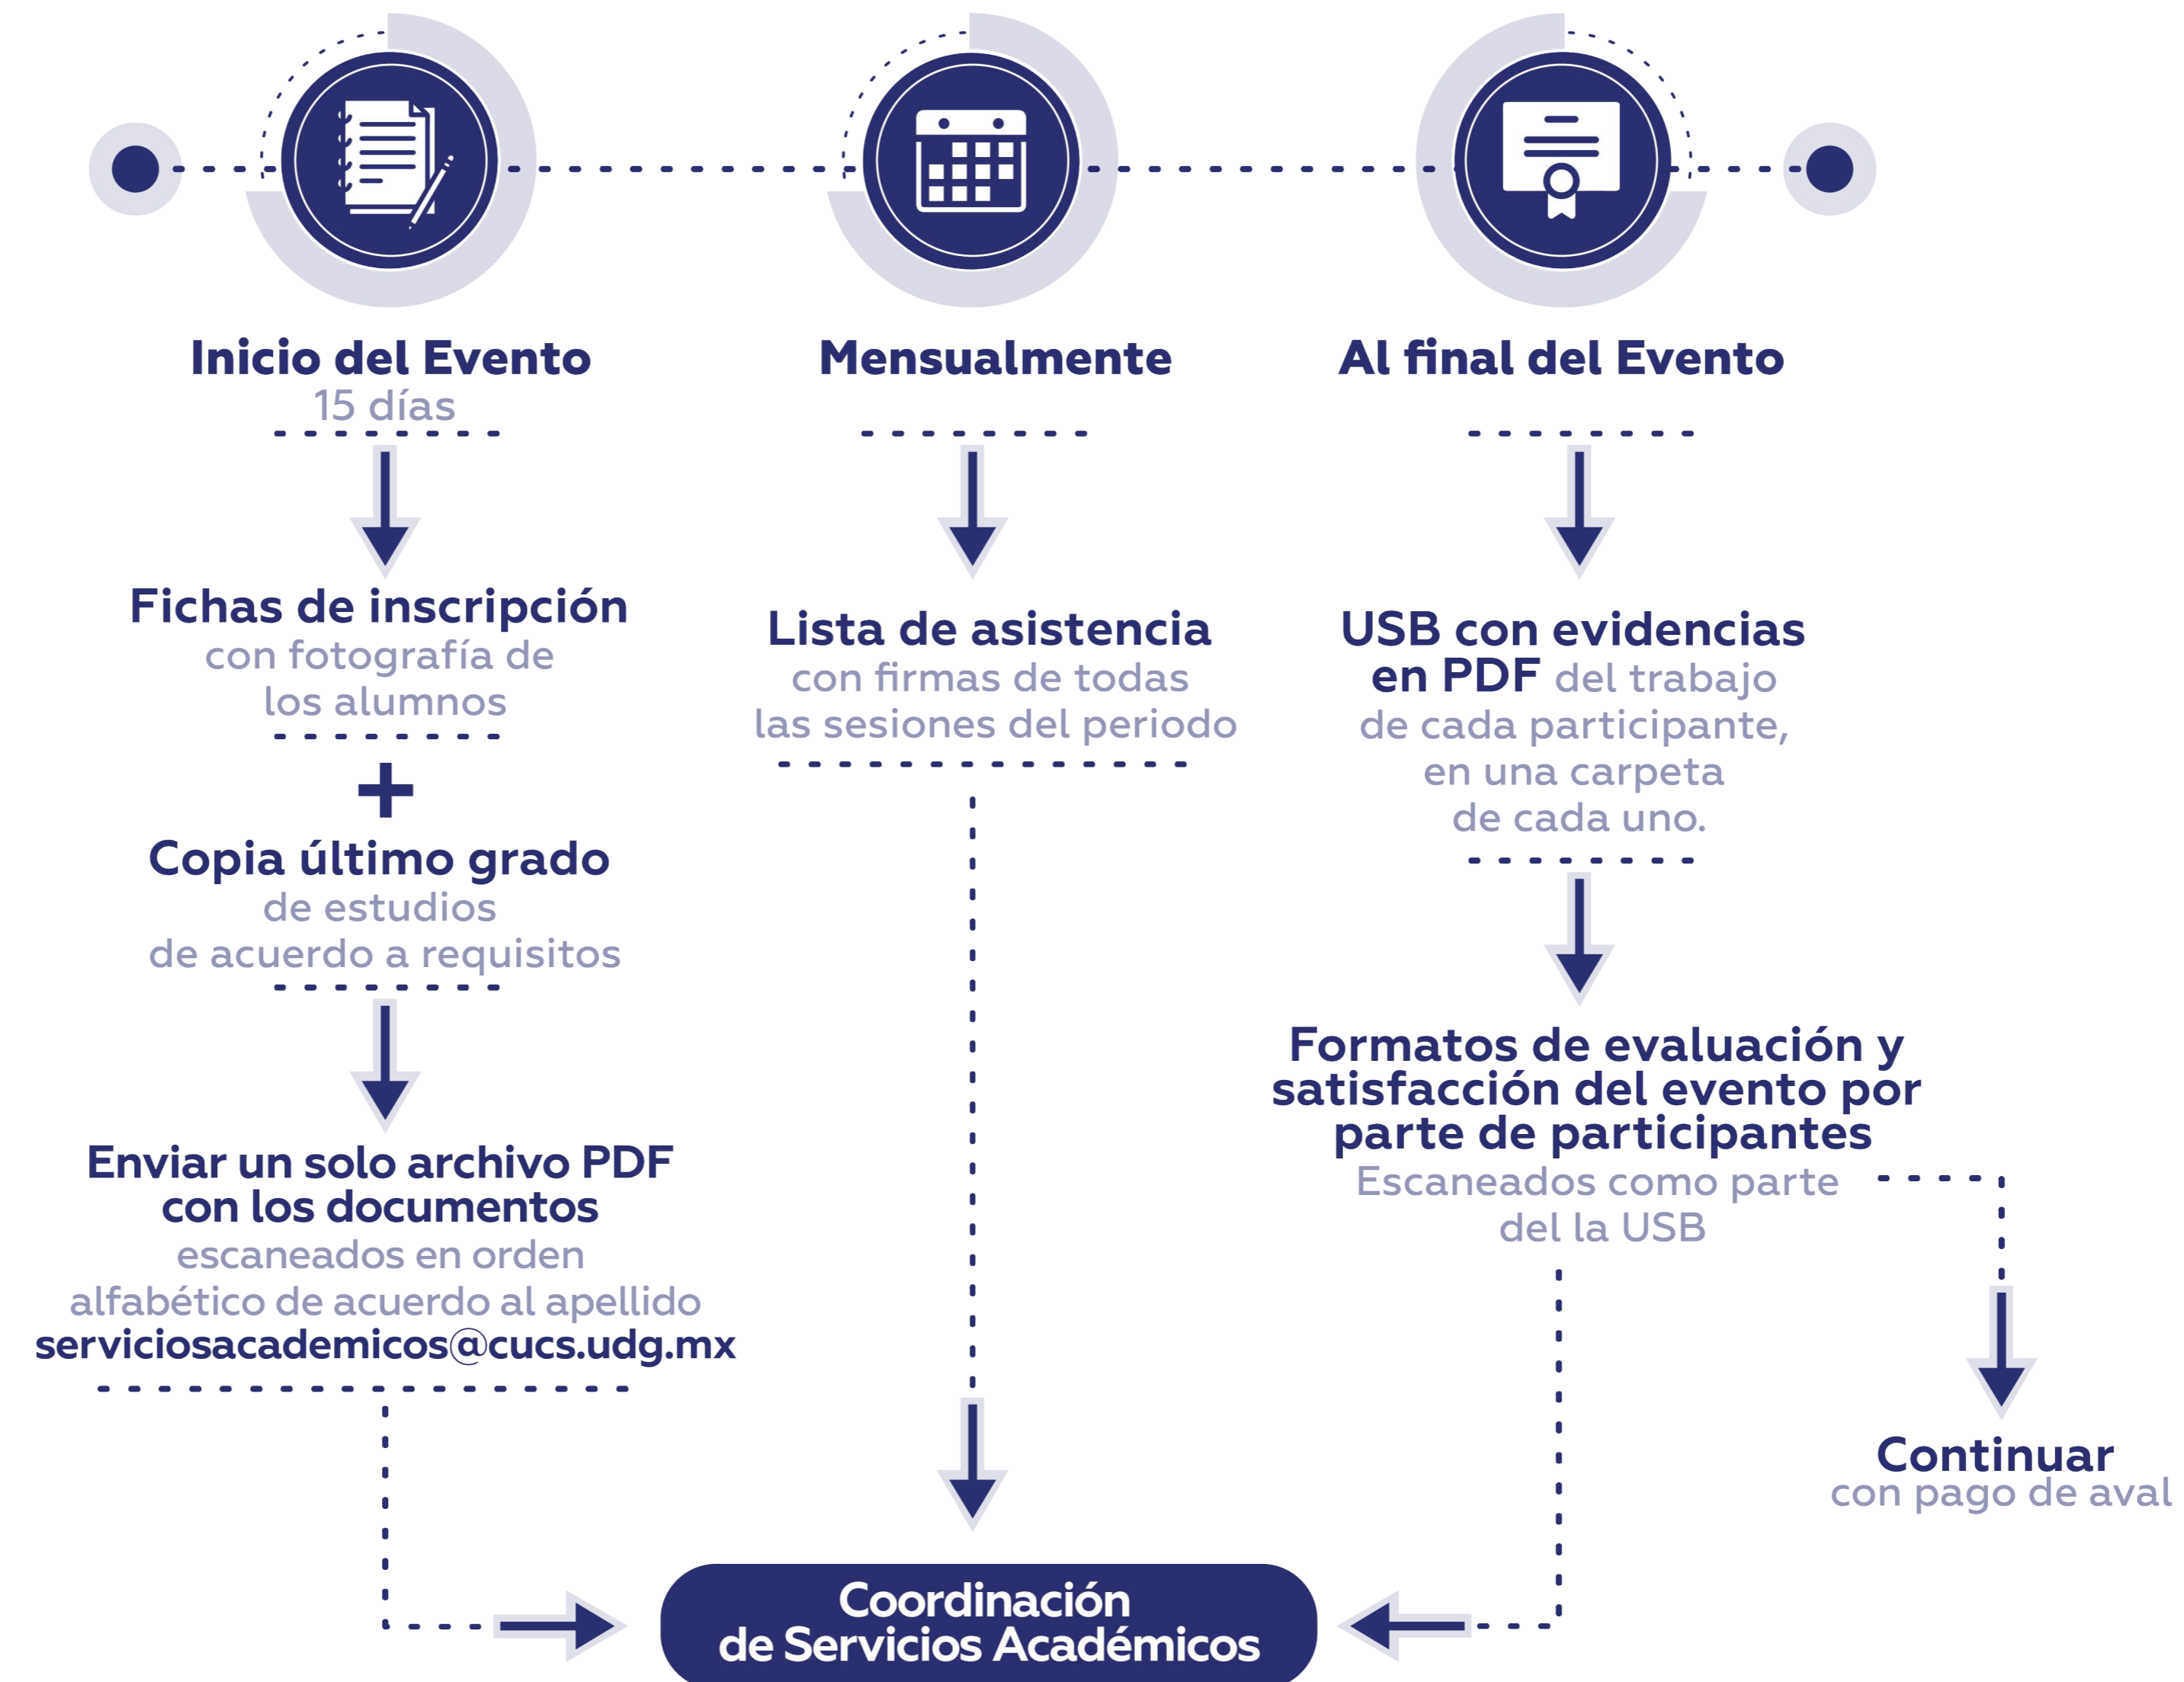 Inicio del Evento
15 días
Fichas de inscripción
con fotografía de
los alumnos
+
Copia último grado
de estudios
de acuerdo a requisitos
Enviar un solo archivo PDF
con los documentos
escaneados en orden
alfabético de acuerdo al apellido
serviciosacademicos@cucs.udg.mx
Mensualmente
Lista de asistencia
con firmas de todas
las sesiones del periodo
Al final del Evento
USB con evidencias
en PDF del trabajo
de cada participante,
en una carpeta
de cada uno.
Formatos de evaluación y
satisfacción del evento por
parte de participantes
Escaneados como parte
del la USB
Continuar
con pago de aval
Coordinación
de Servicios Académicos